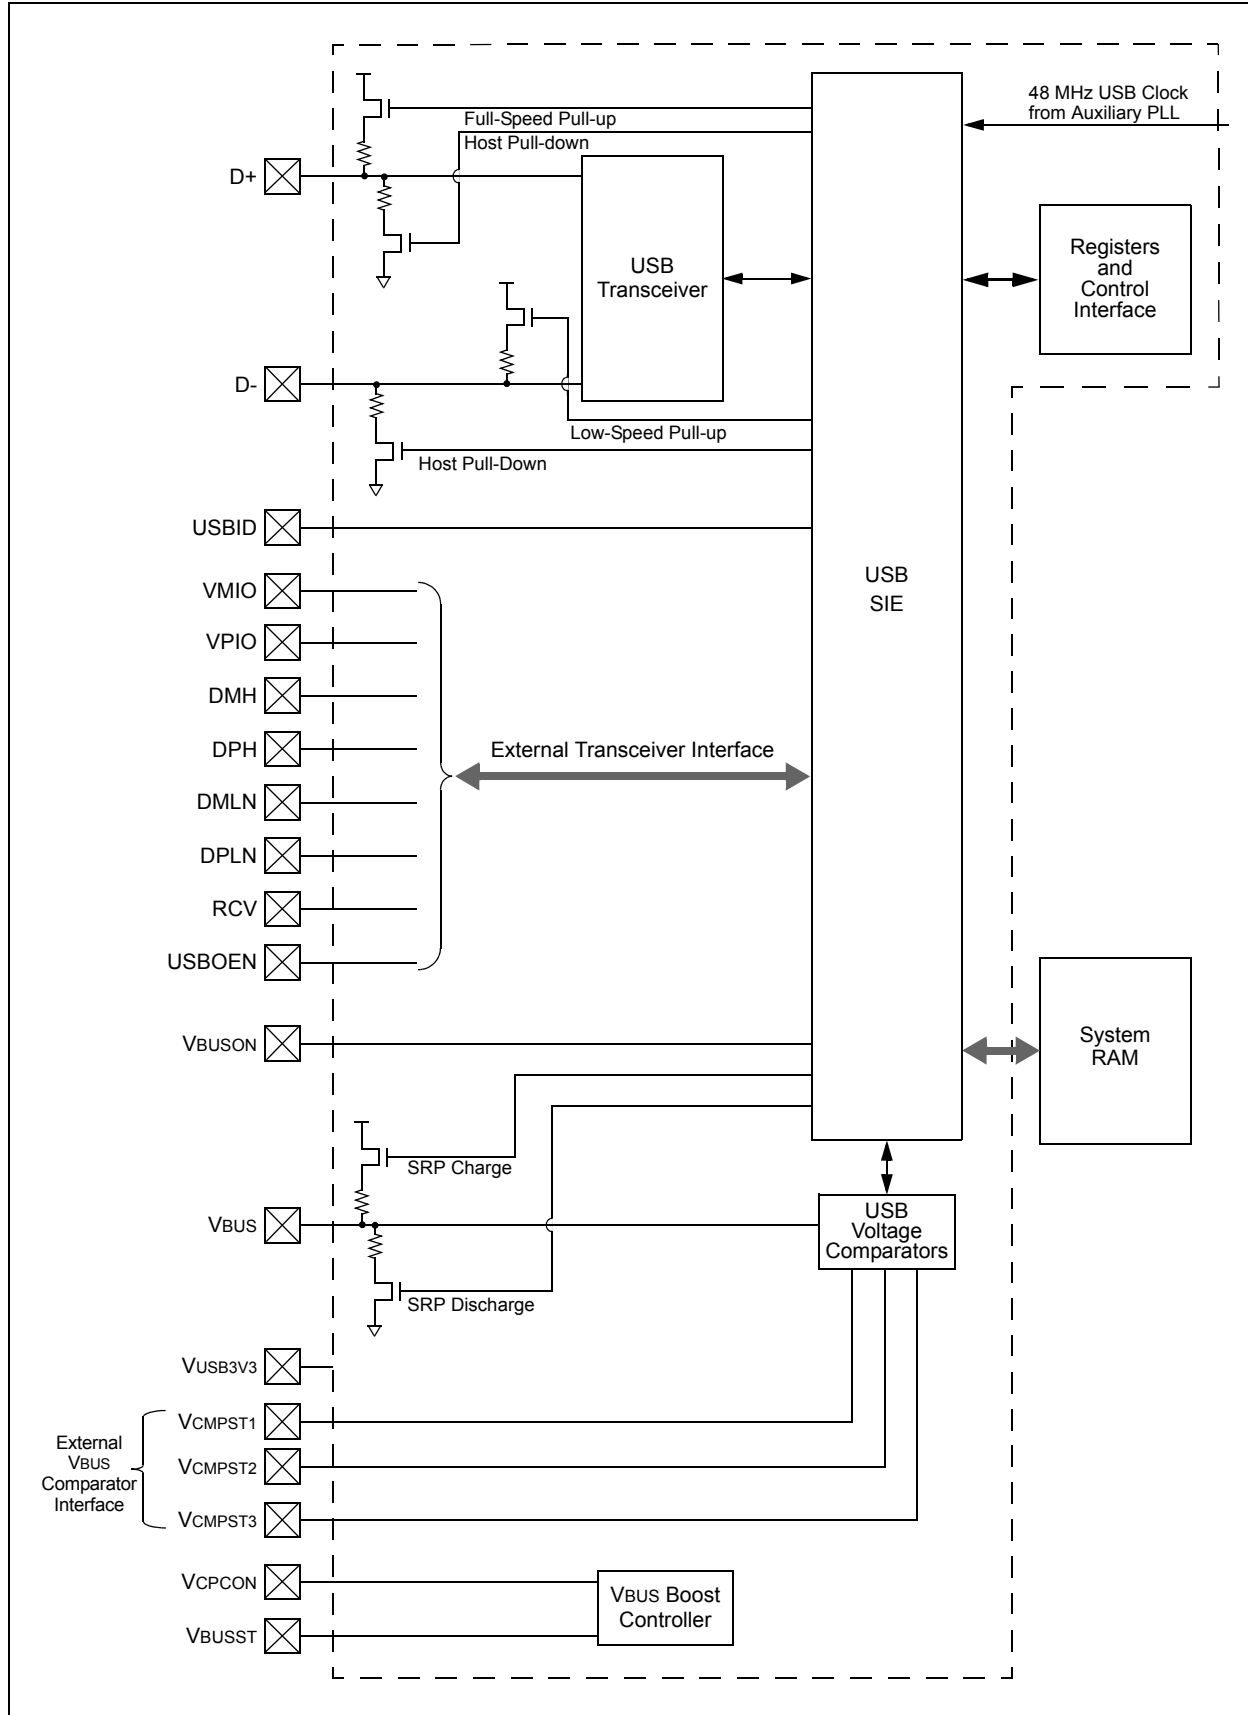 48 MHz USB Clock
from Auxiliary PLL
Full-Speed Pull-up
Host Pull-down
D+
USB
Transceiver
Registers
and
Control
Interface
D-
Low-Speed Pull-up
Host Pull-Down
USBID
USB
SIE
VMIO
VPIO
DMH
DPH
External Transceiver Interface
DMLN
DPLN
RCV
USBOEN
VBUSON
System
RAM
SRP Charge
VBUS
USB
Voltage
Comparators
SRP Discharge
VUSB3V3
VCMPST1
External
VBUS
Comparator
Interface
VCMPST2
VCMPST3
VCPCON
VBUS Boost
Controller
VBUSST